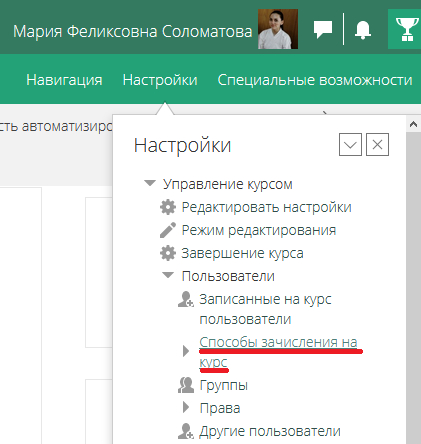 Мария Феликсовна Соломатова
Навигация Настройки Специальные возможности
сть автоматизиро
Настройки
Управление курсом
Редактировать настройки
Режим редактирования
Завершение курса
Пользователи
Записанные на курс
пользователи
Способы зачисления на
курс
Группы
Права
Другие пользователи